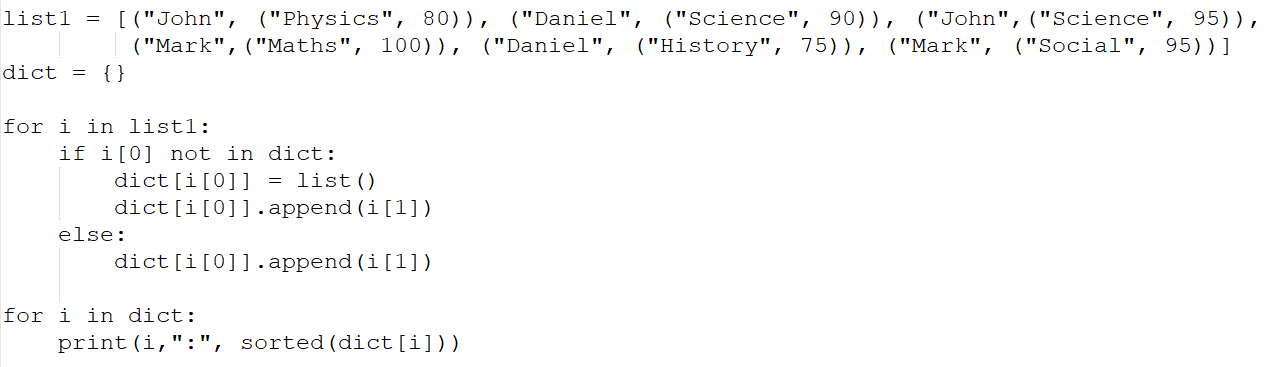 list1 = [("John", ("Physics", 80)), ("Daniel", ("Science", 90)), ("John",("Science", 95)),
         ("Mark",("Maths", 100)), ("Daniel", ("History", 75)), ("Mark", ("Social", 95))]
dict = {}

for i in list1:
    if i[0] not in dict:
        dict[i[0]] = list()
        dict[i[0]].append(i[1])
    else:
        dict[i[0]].append(i[1])

for i in dict:
    print(i,":", sorted(dict[i]))